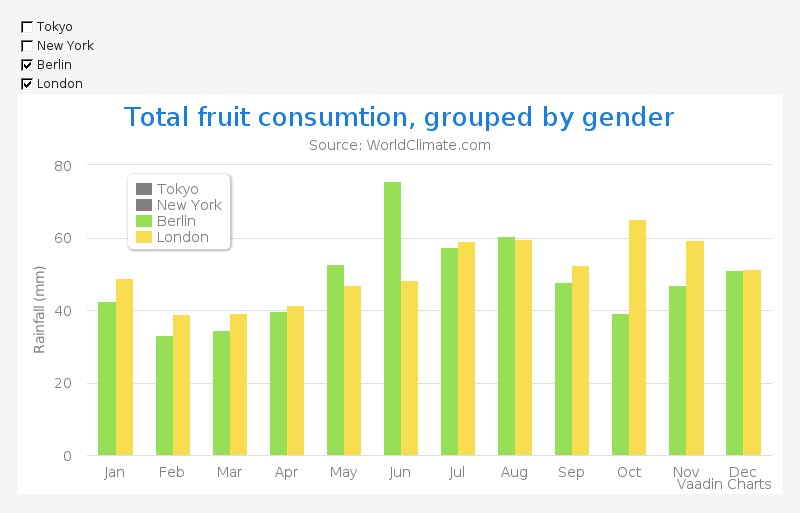 Tokyo
New York
Berlin
London
Total fruit consumtion, grouped by gender
Source: WorldClimate.com
Rainfall (mm)
80
60
40
20
0
Tokyo
New York
Berlin
London
Jan Feb Mar Apr May Jun Jul Aug Sep Oct Nov Dec
Vaadin Charts